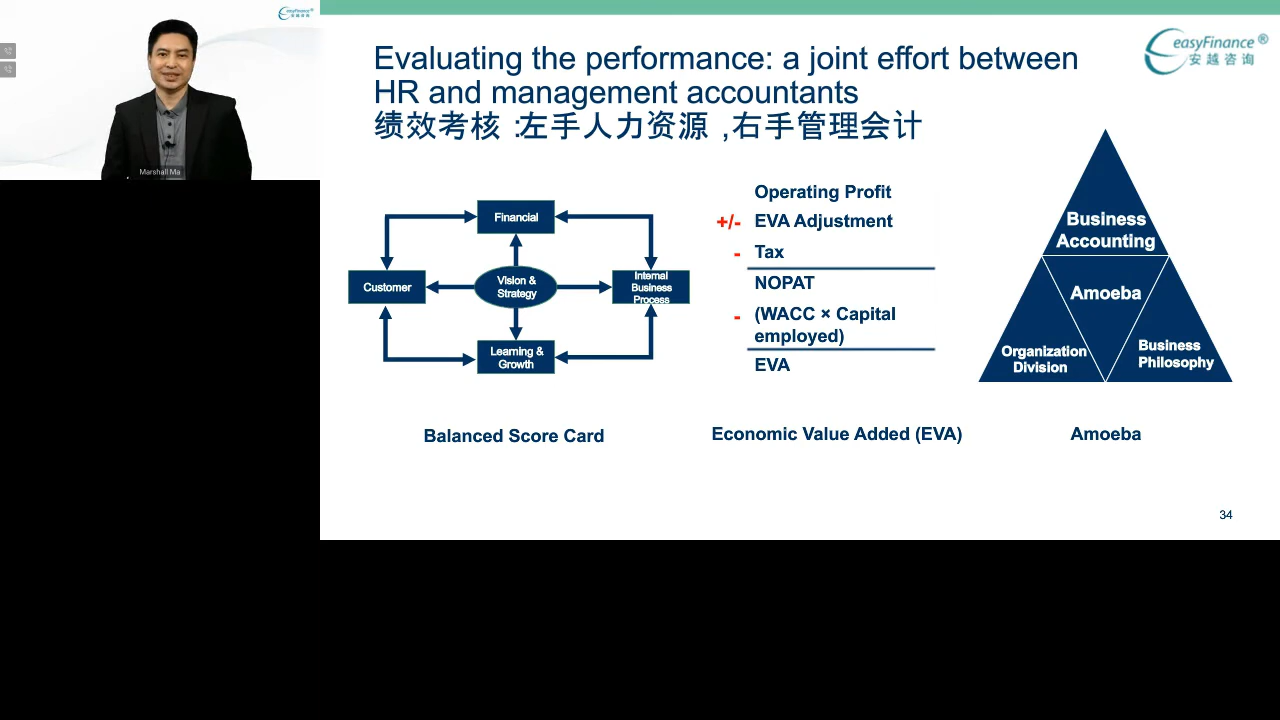 easyFinance
安越咨询
Marshall Ma
easyFinance®
安越咨询
Evaluating the performance: a joint effort between
HR and management accountants
绩效考核 :左手人力资源 ,右手管理会计
Financial
Customer
Vision &
Strategy
Internal
Business
Process
Learning &
Growth
Balanced Score Card
Operating Profit
+/- EVA Adjustment
- Tax
NOPAT
- (WACC × Capital
employed)
EVA
Economic Value Added (EVA)
Business
Accounting
Amoeba
Organization
Division
Business
Philosophy
Amoeba
34